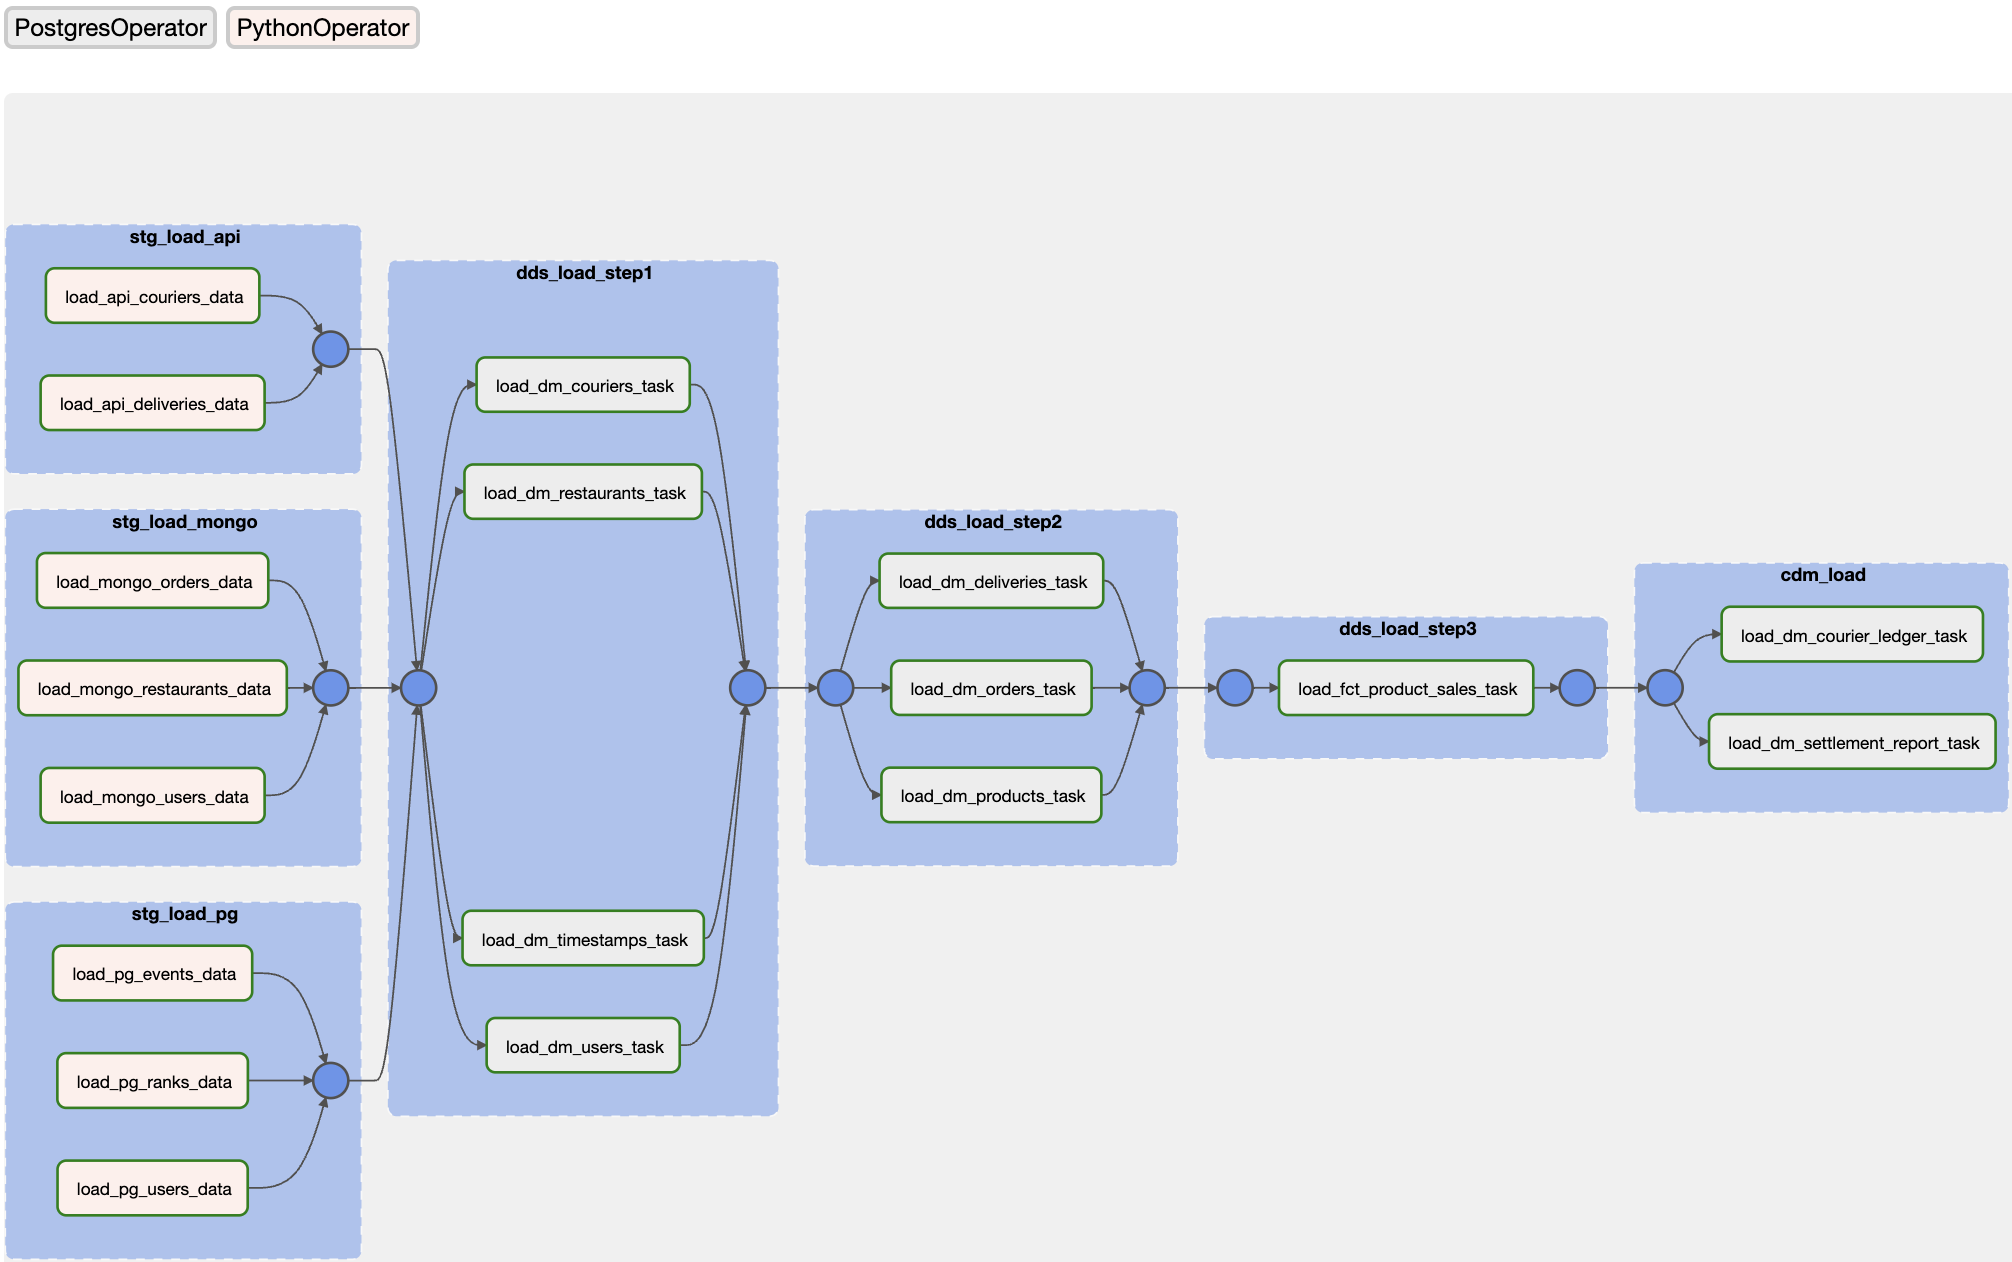 PostgresOperator PythonOperator
stg_load_api
load_api_couriers_data
load_api_deliveries_data
stg_load_mongo
load_mongo_orders_data
load_mongo_restaurants_data
load_mongo_users_data
stg_load_pg
load_pg_events_data
load_pg_ranks_data
load_pg_users_data
dds_load_step1
load_dm_couriers_task
load_dm_restaurants_task
load_dm_timestamps_task
load_dm_users_task
dds_load_step2
load_dm_deliveries_task
load_dm_orders_task
load_dm_products_task
dds_load_step3
load_fct_product_sales_task
cdm_load
load_dm_courier_ledger_task
load_dm_settlement_report_task